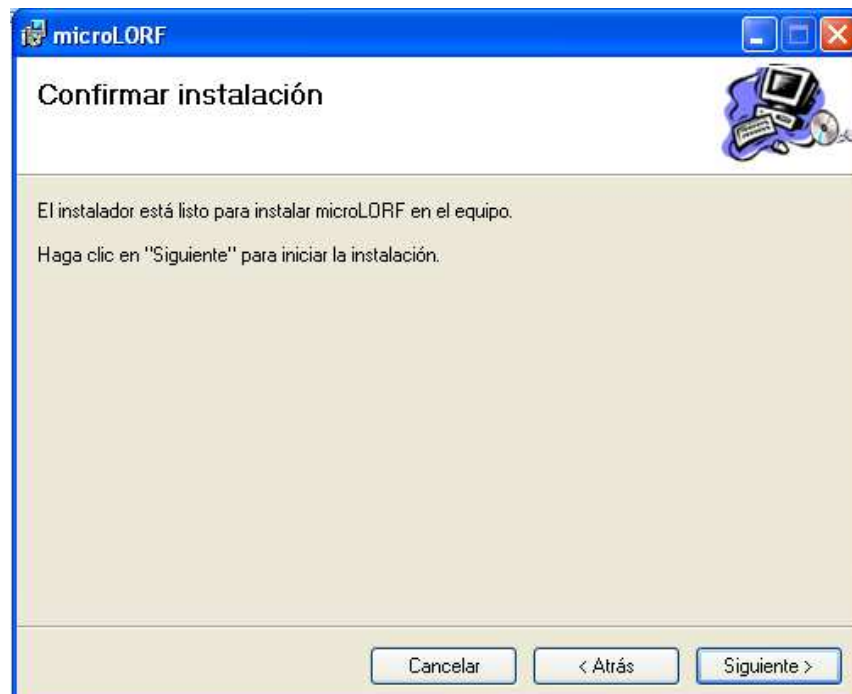 microLORF
Confirmar instalación
El instalador está listo para instalar microLORF en el equipo.
Haga clic en "Siguiente" para iniciar la instalación.
Cancelar
< Atrás
Siguiente >